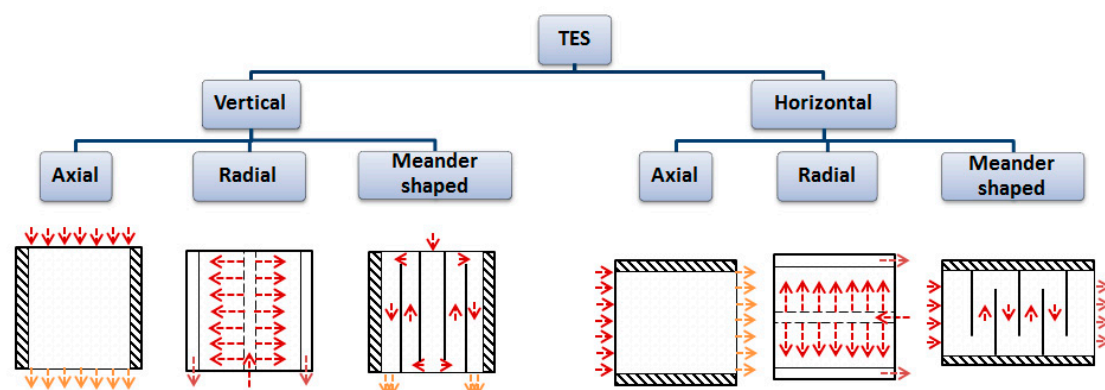 TES
Vertical
Horizontal
Axial
Radial
Meander
shaped
Axial
Radial
Meander
shaped